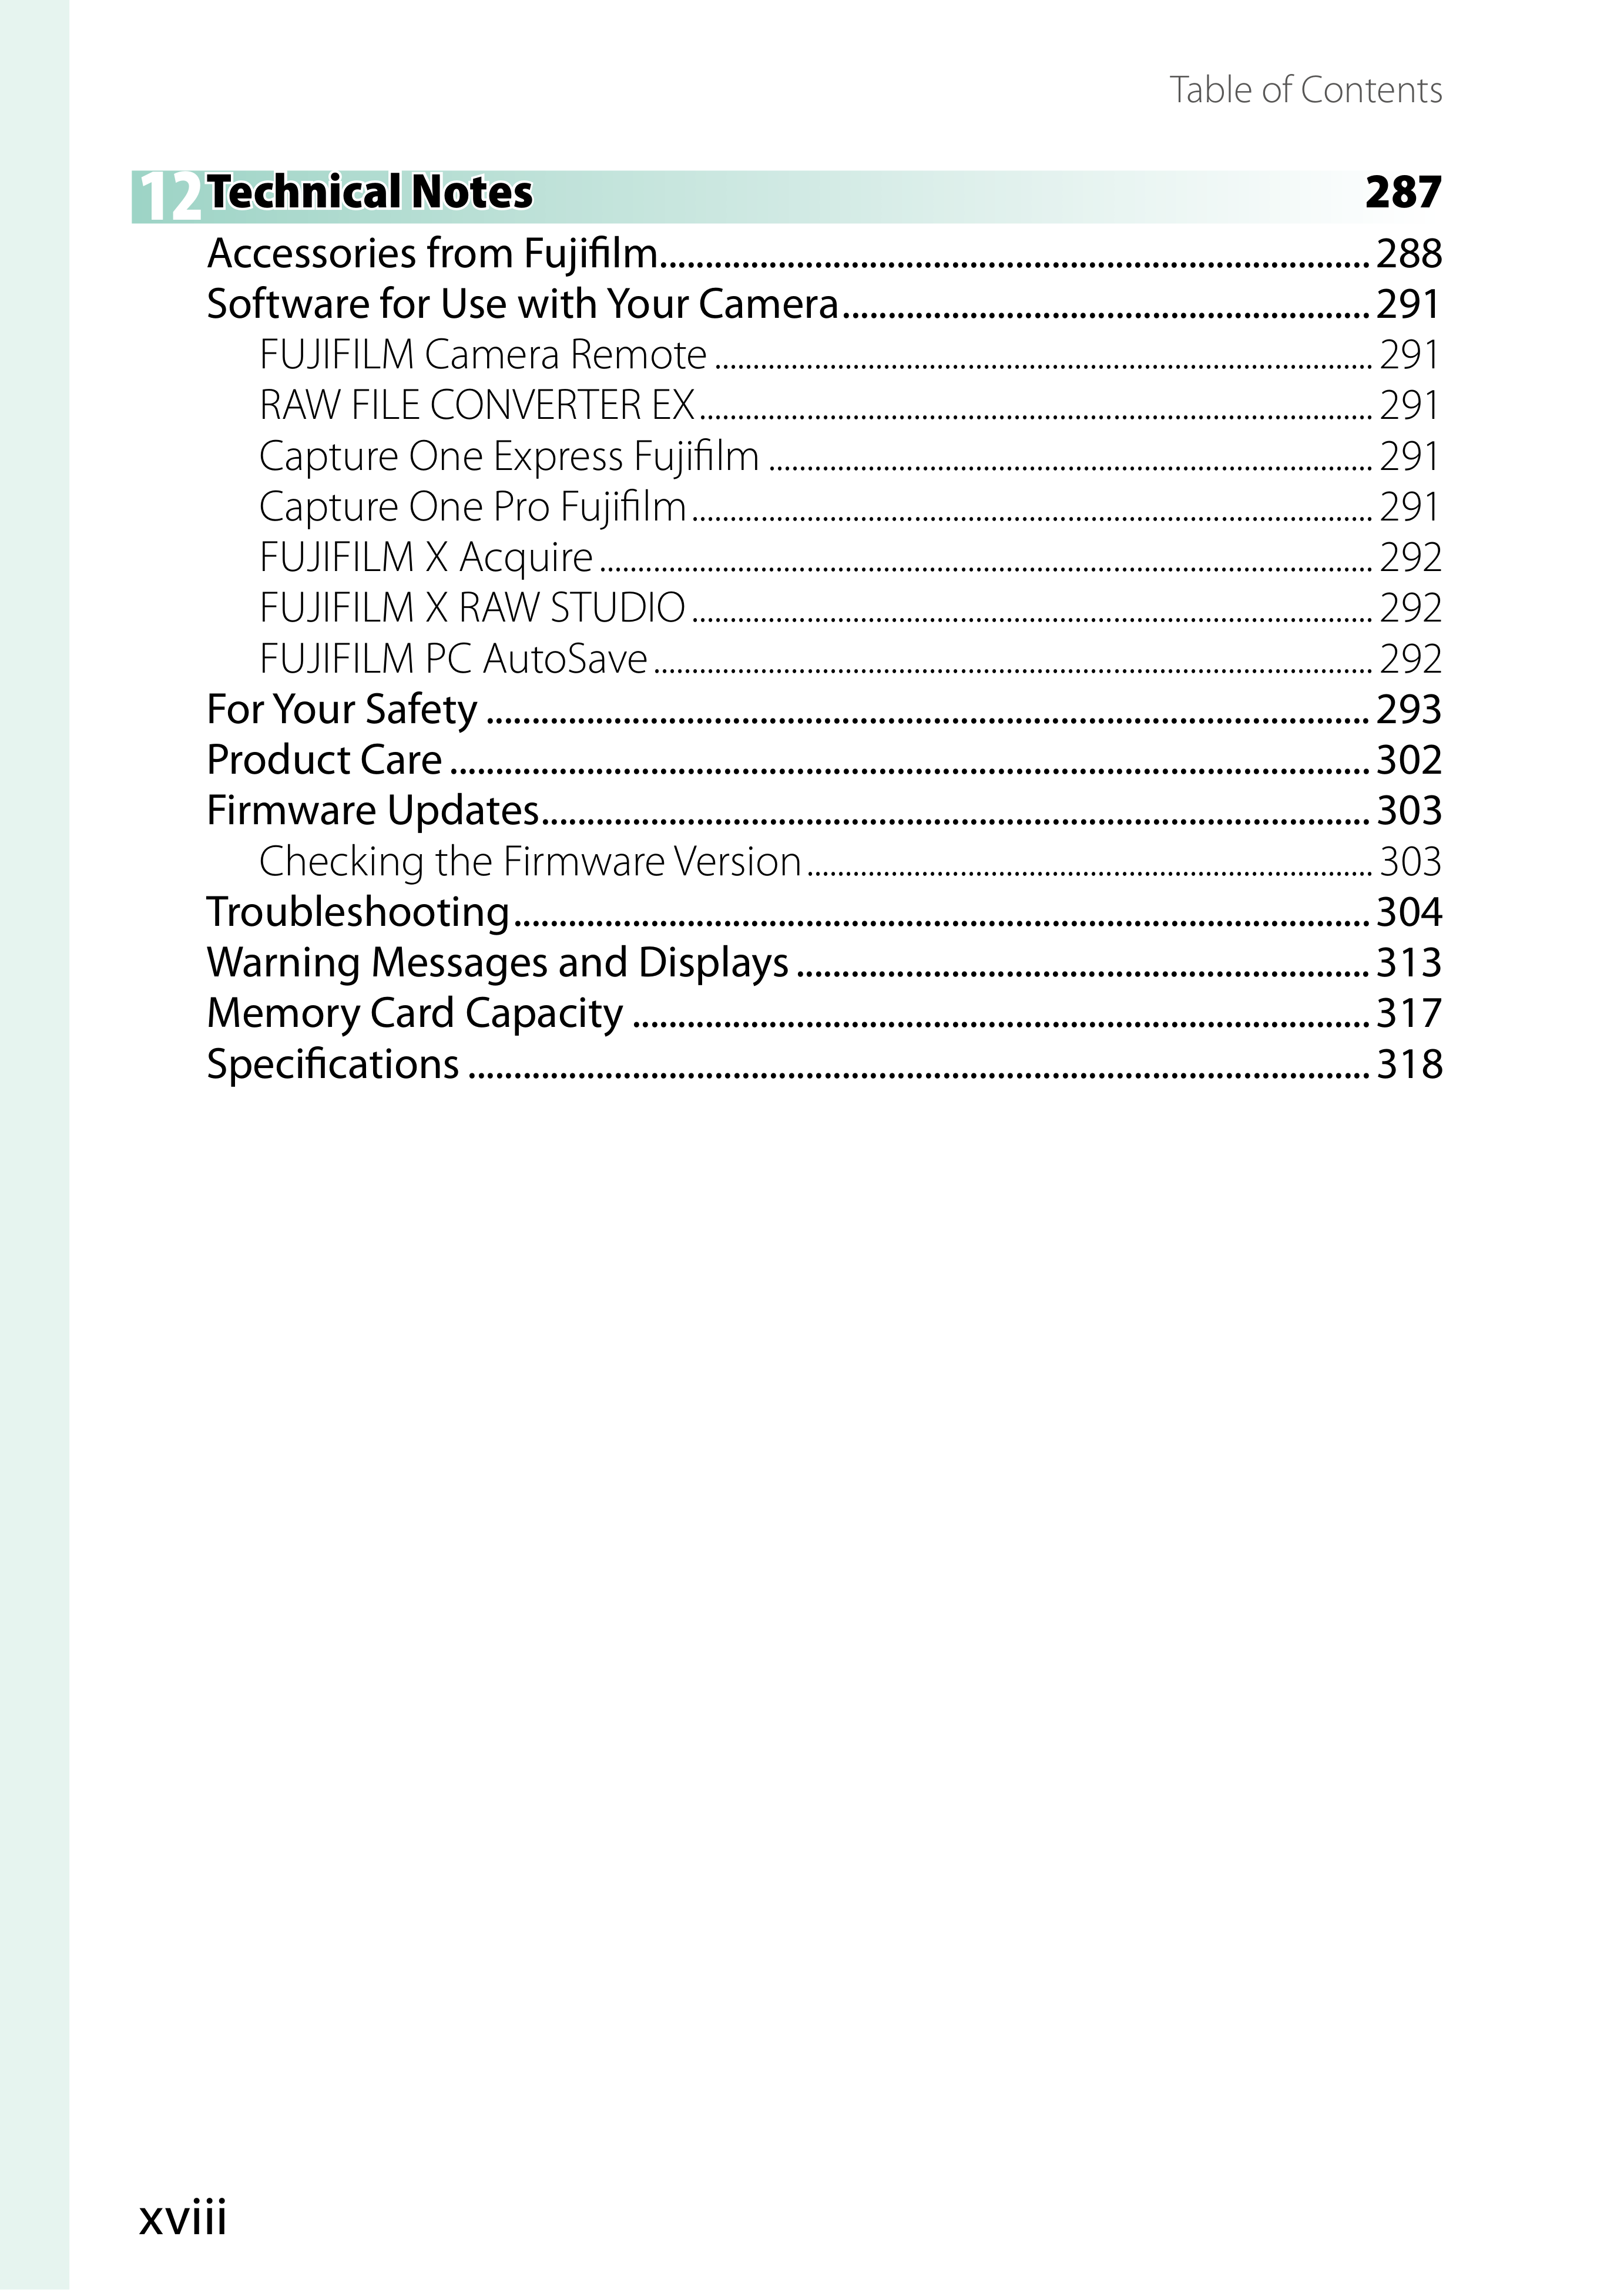 Table of Contents
12 Technical Notes 287
Accessories from Fujifilm.............................................................................. 288
Software for Use with Your Camera.......................................................... 291
FUJIFILM Camera Remote ..................................................................................... 291
RAW FILE CONVERTER EX....................................................................................... 291
Capture One Express Fujifilm .............................................................................. 291
Capture One Pro Fujifilm........................................................................................ 291
FUJIFILM X Acquire .................................................................................................... 292
FUJIFILM X RAW STUDIO ........................................................................................ 292
FUJIFILM PC AutoSave ............................................................................................. 292
For Your Safety ................................................................................................. 293
Product Care ..................................................................................................... 302
Firmware Updates........................................................................................... 303
Checking the Firmware Version......................................................................... 303
Troubleshooting.............................................................................................. 304
Warning Messages and Displays ............................................................... 313
Memory Card Capacity ................................................................................. 317
Specifications ................................................................................................... 318
xviii